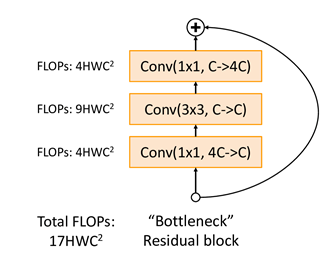 +
FLOPs: 4HWC² Conv(1x1, C->4C)
FLOPs: 9HWC² Conv(3x3, C->C)
FLOPs: 4HWC² Conv(1x1, 4C->C)
Total FLOPs: “Bottleneck”
17HWC² Residual block